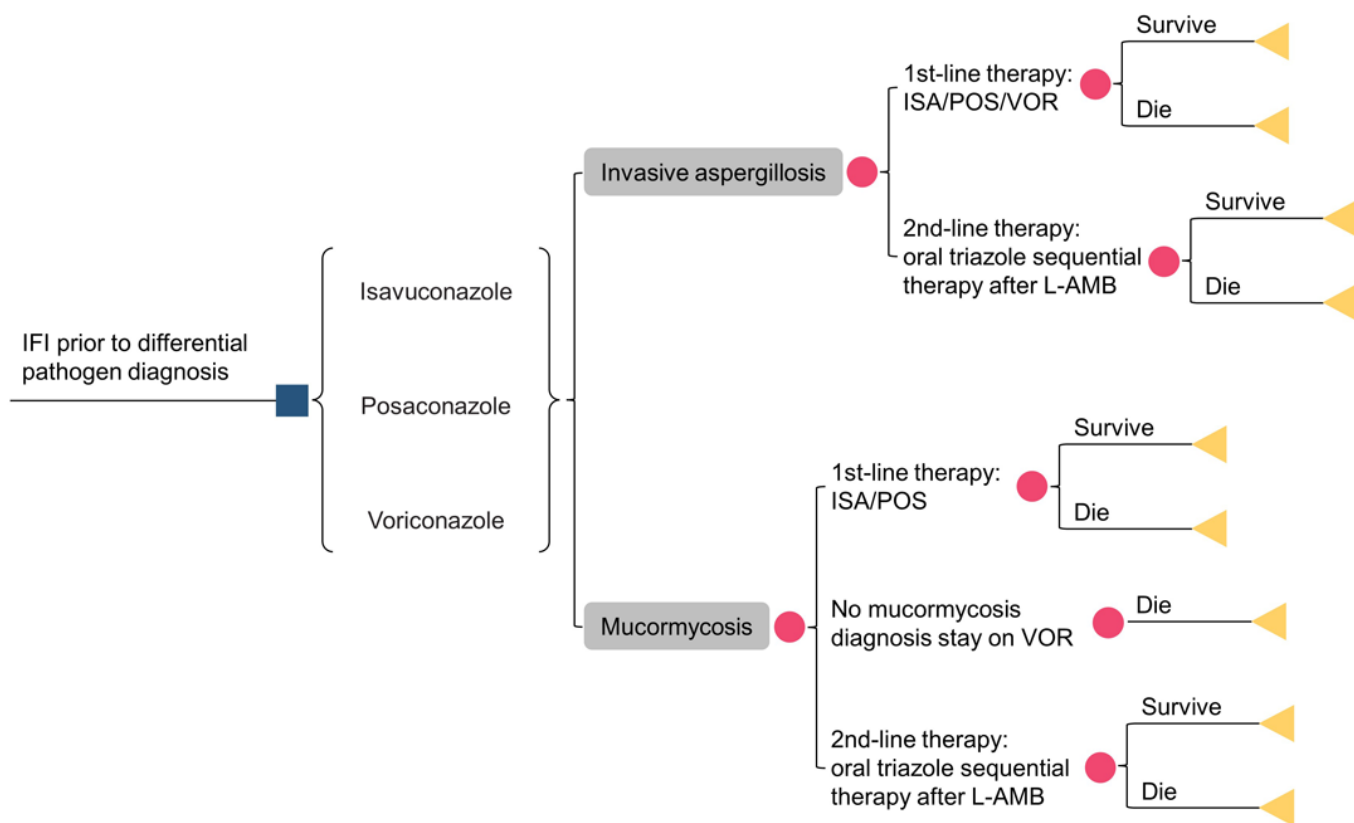 IFI prior to differential
pathogen diagnosis
Isavuconazole
Posaconazole
Voriconazole
Invasive aspergillosis
1st-line therapy:
ISA/POS/VOR
Survive
Die
2nd-line therapy:
oral triazole sequential
therapy after L-AMB
Survive
Die
Mucormycosis
1st-line therapy:
ISA/POS
Survive
Die
No mucormycosis
diagnosis stay on VOR
Die
2nd-line therapy:
oral triazole sequential
therapy after L-AMB
Survive
Die